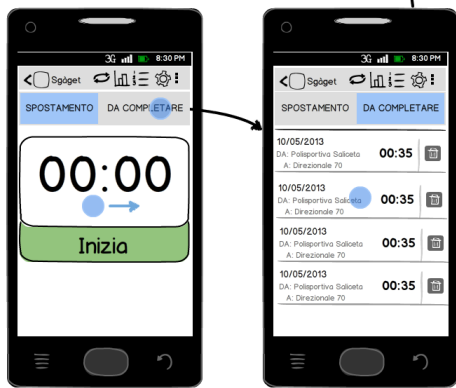 3G 8:30 PM
Sgåget
SPOSTAMENTO DA COMPLETARE
00:00
Inizia
3G 8:30 PM
Sgåget
SPOSTAMENTO DA COMPLETARE
10/05/2013
DA: Polisportiva Saliceta 00:35
A: Direzionale 70
10/05/2013
DA: Polisportiva Saliceta 00:35
A: Direzionale 70
10/05/2013
DA: Polisportiva Saliceta 00:35
A: Direzionale 70
10/05/2013
DA: Polisportiva Saliceta 00:35
A: Direzionale 70